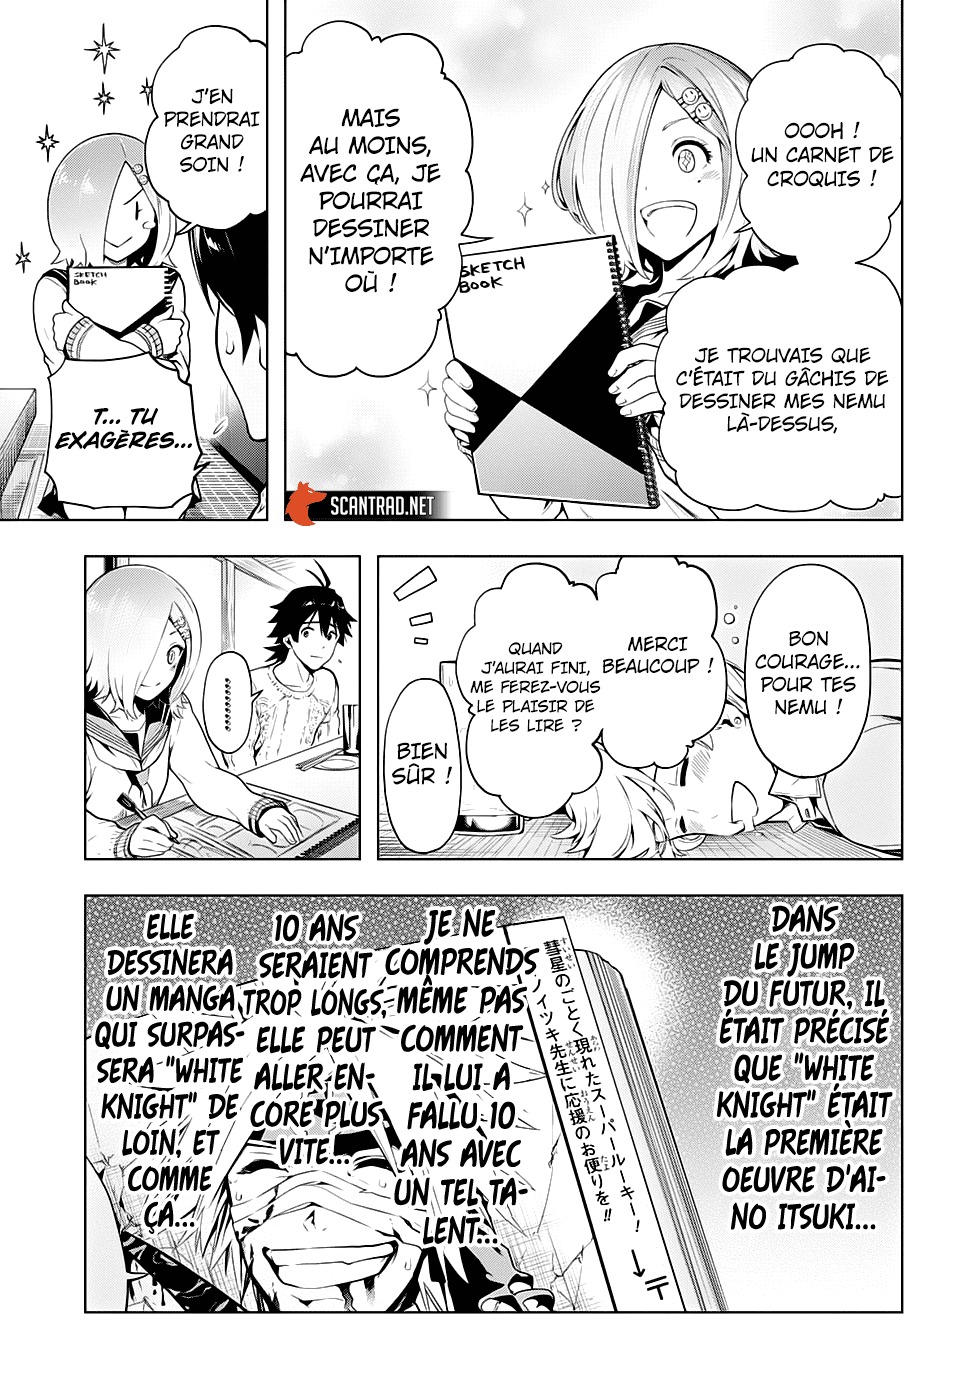 OOOH !
UN CARNET DE
CROQUIS !
JE TROUVAIS QUE
C'ÉTAIT DU GÂCHIS DE
DESSINER MES NEMU
LÀ-DESSUS,
MAIS
AU MOINS,
AVEC ÇA, JE
POURRAI
DESSINER
N'IMPORTE
OÙ !
SKETCH
BOOK
SCANTRAD.NET
J'EN
PRENDRAI
GRAND
SOIN !
SKETCH
BOOK
T... TU
EXAGÈRES...
BON
COURAGE...
POUR TES
NEMU !
MERCI
BEAUCOUP !
QUAND
J'AURAI FINI,
ME FEREZ-VOUS
LE PLAISIR DE
LES LIRE ?
BIEN
SÛR !
DANS
LE JUMP
DU FUTUR, IL
ÉTAIT PRÉCISÉ
QUE "WHITE
KNIGHT" ÉTAIT
LA PREMIÈRE
OEUVRE D'AI-
NO ITSUKI...
彗星のごとく現れたスーパールーキー!
ノイツキ先生に応援のお便りを!!
→〒
JE NE
COMPRENDS
MÊME PAS
COMMENT
IL LUI A
FALLU 10
ANS AVEC
UN TEL TA-
LENT...
10 ANS
SERAIENT
TROP LONGS,
ELLE PEUT
ALLER EN-
CORE PLUS
VITE...
ELLE
DESSINERA
UN MANGA
QUI SURPAS-
SERA "WHITE
KNIGHT" DE
LOIN, ET
COMME
ÇA...